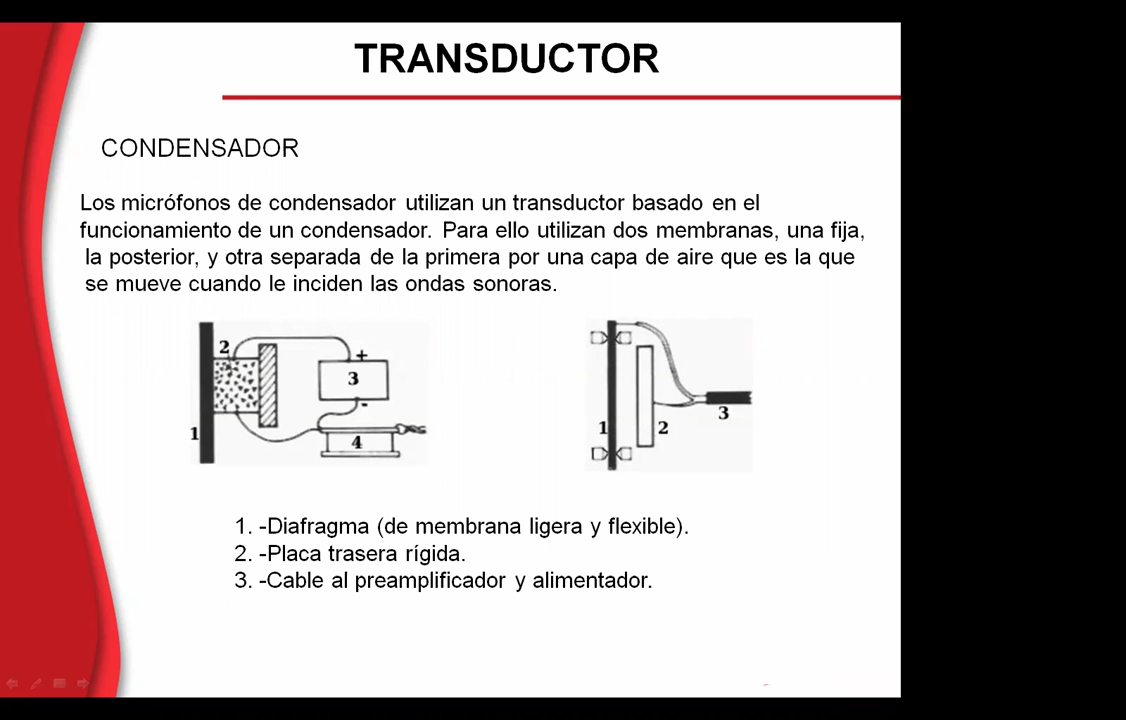 TRANSDUCTOR
CONDENSADOR
Los micrófonos de condensador utilizan un transductor basado en el
funcionamiento de un condensador. Para ello utilizan dos membranas, una fija,
la posterior, y otra separada de la primera por una capa de aire que es la que
se mueve cuando le inciden las ondas sonoras.
2
+
3
-
1
4
1
2
3
1. -Diafragma (de membrana ligera y flexible).
2. -Placa trasera rígida.
3. -Cable al preamplificador y alimentador.